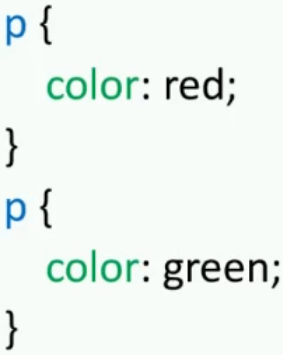 p {
color: red;
}
p {
color: green;
}